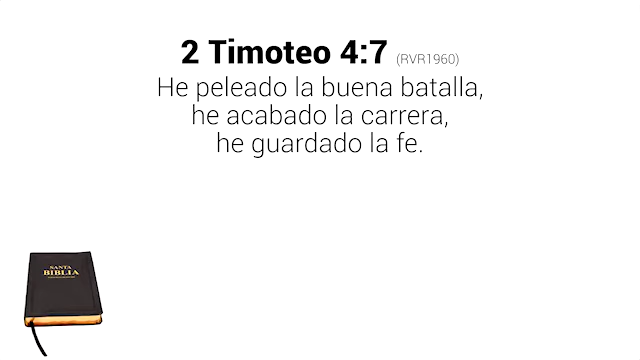 2 Timoteo 4:7 (RVR1960)
He peleado la buena batalla,
he acabado la carrera,
he guardado la fe.
SANTA
BIBLIA